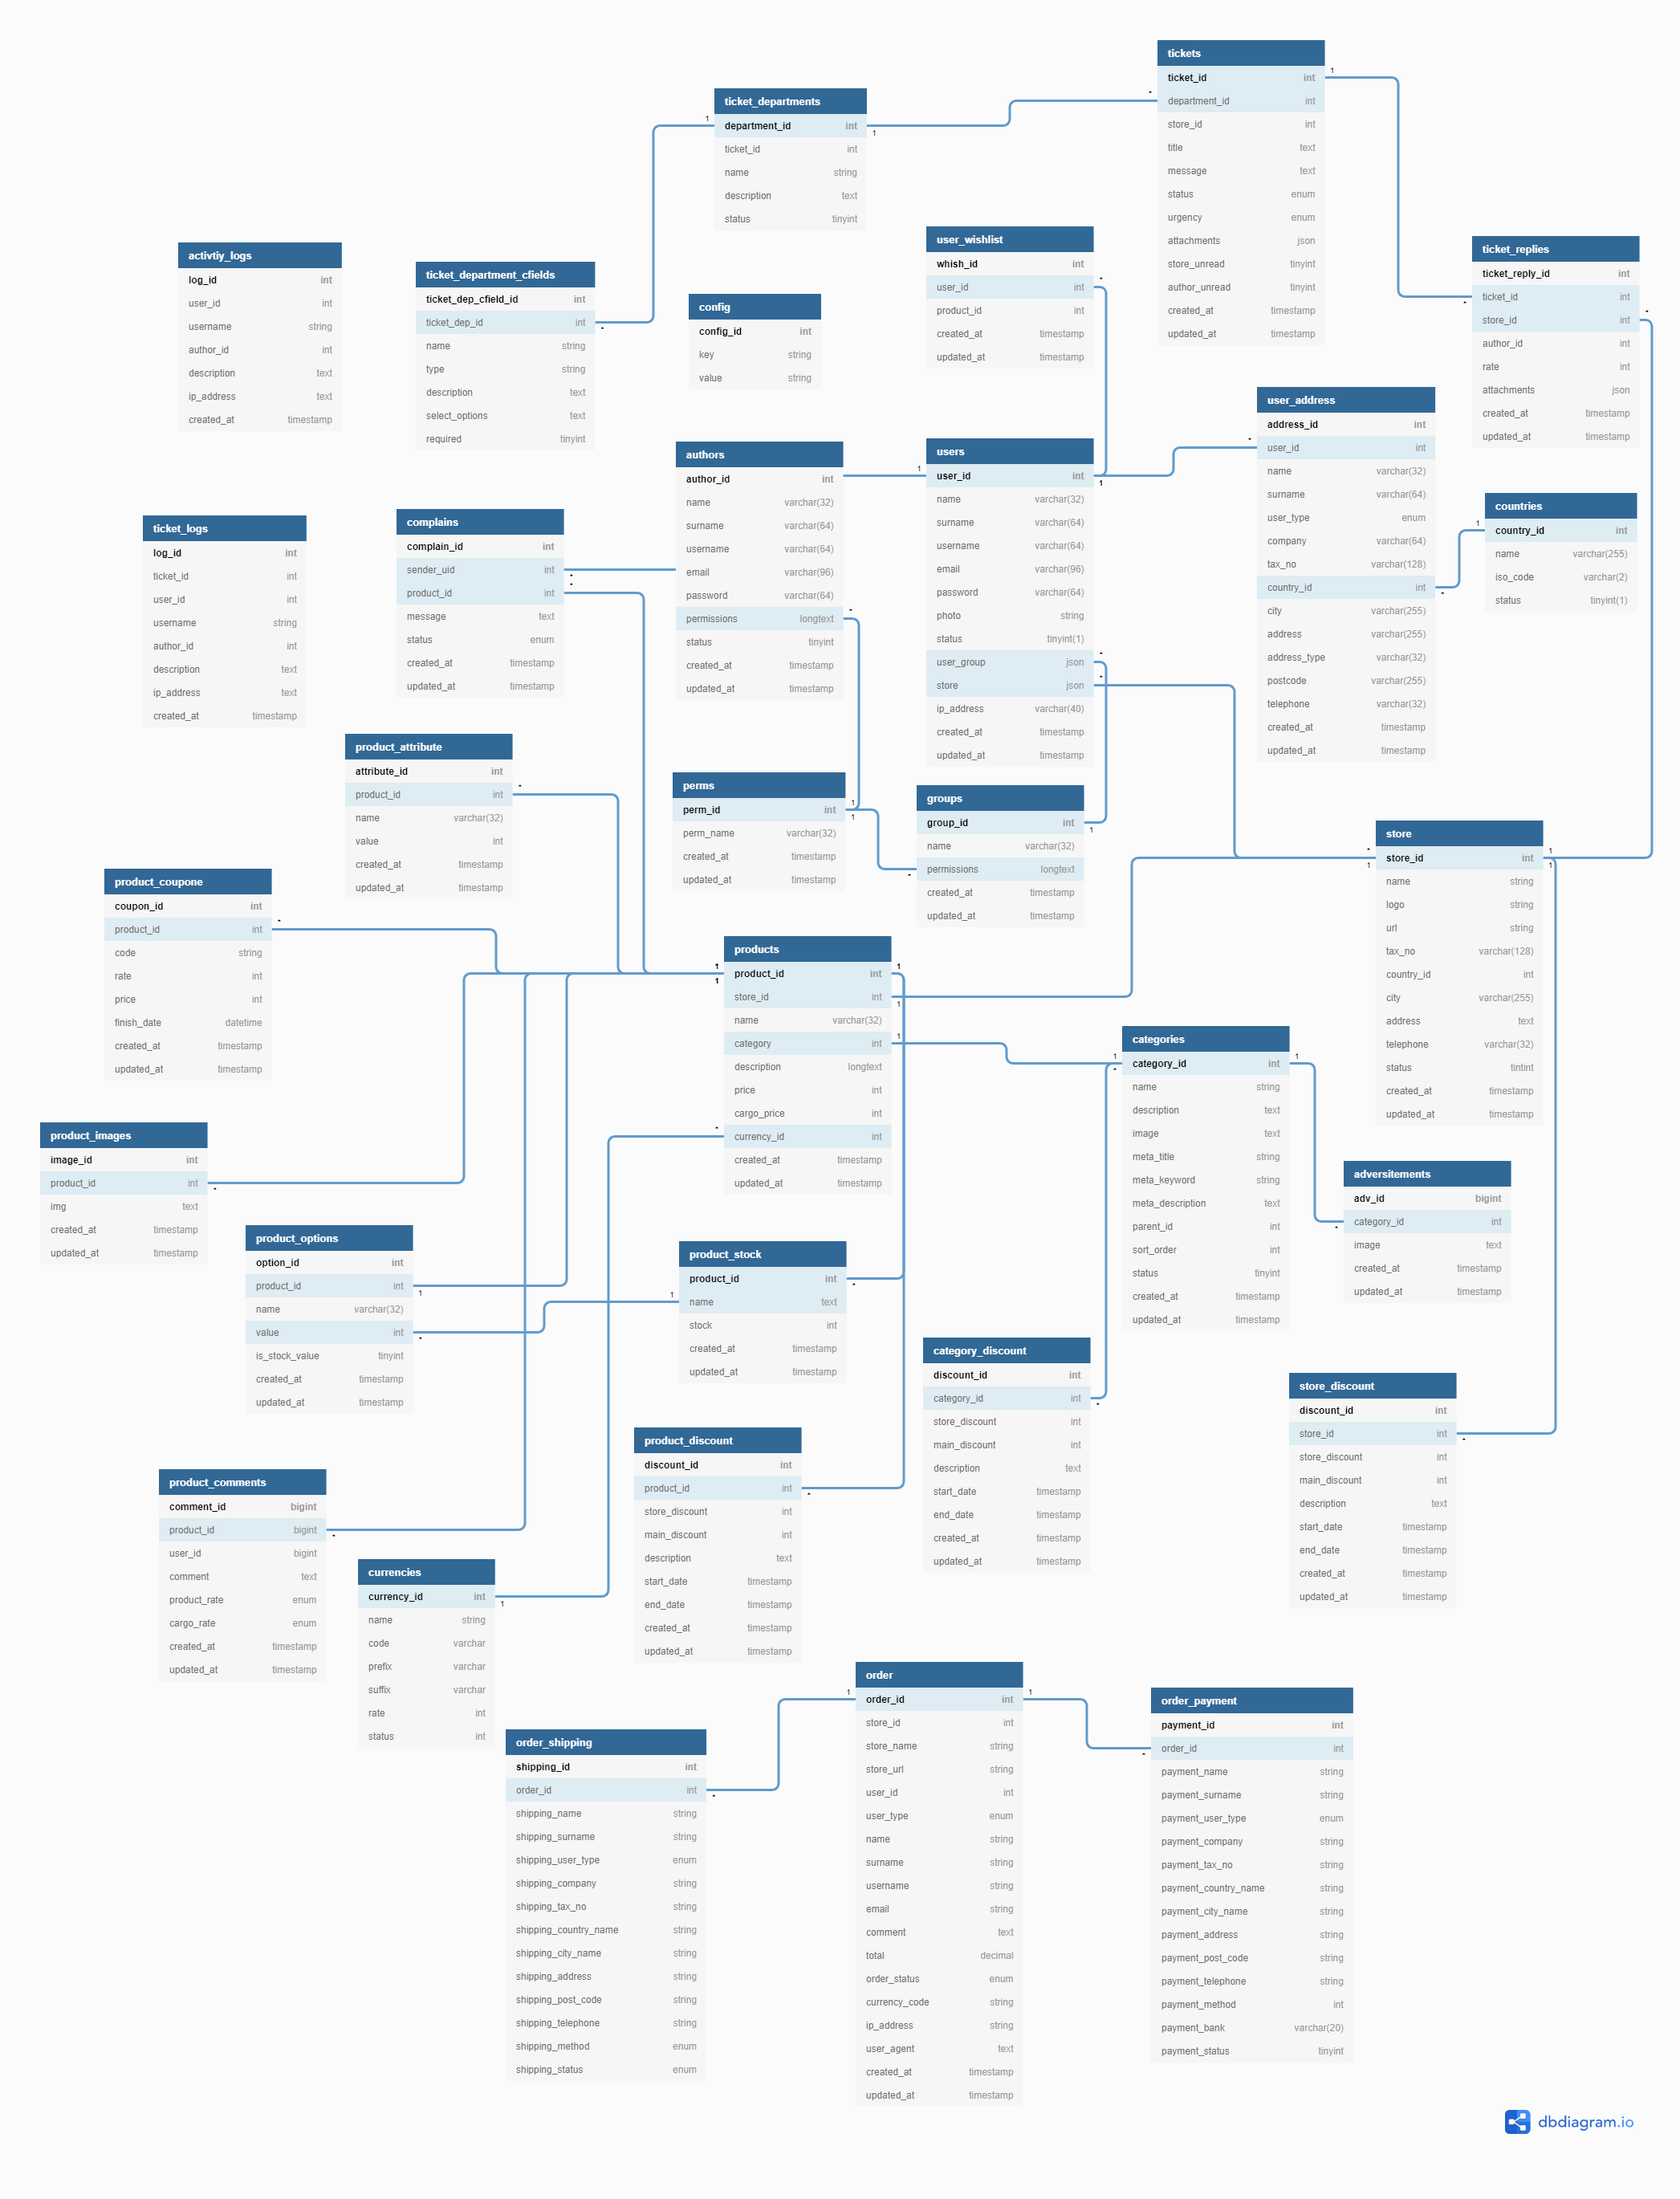 tickets
ticket_id int
department_id int
store_id int
title text
message text
status enum
urgency enum
attachments json
store_unread tinyint
author_unread tinyint
created_at timestamp
updated_at timestamp
ticket_departments
department_id int
ticket_id int
name string
description text
status tinyint
user_wishlist
whish_id int
user_id int
product_id int
created_at timestamp
updated_at timestamp
ticket_replies
ticket_reply_id int
ticket_id int
store_id int
author_id int
rate int
attachments json
created_at timestamp
updated_at timestamp
activtiy_logs
log_id int
user_id int
username string
author_id int
description text
ip_address text
created_at timestamp
ticket_department_cfields
ticket_dep_cfield_id int
ticket_dep_id int
name string
type string
description text
select_options text
required tinyint
config
config_id int
key string
value string
user_address
address_id int
user_id int
name varchar(32)
surname varchar(64)
user_type enum
company varchar(64)
tax_no varchar(128)
country_id int
city varchar(255)
address varchar(255)
address_type varchar(32)
postcode varchar(255)
telephone varchar(32)
created_at timestamp
updated_at timestamp
authors
author_id int
name varchar(32)
surname varchar(64)
username varchar(64)
email varchar(96)
password varchar(64)
permissions longtext
status tinyint
created_at timestamp
updated_at timestamp
users
user_id int
name varchar(32)
surname varchar(64)
username varchar(64)
email varchar(96)
password varchar(64)
photo string
status tinyint(1)
user_group json
store json
ip_address varchar(40)
created_at timestamp
updated_at timestamp
countries
country_id int
name varchar(255)
iso_code varchar(2)
status tinyint(1)
ticket_logs
log_id int
ticket_id int
user_id int
username string
author_id int
description text
ip_address text
created_at timestamp
complains
complain_id int
sender_uid int
product_id int
message text
status enum
created_at timestamp
updated_at timestamp
product_attribute
attribute_id int
product_id int
name varchar(32)
value int
created_at timestamp
updated_at timestamp
perms
perm_id int
perm_name varchar(32)
created_at timestamp
updated_at timestamp
groups
group_id int
name varchar(32)
permissions longtext
created_at timestamp
updated_at timestamp
store
store_id int
name string
logo string
url string
tax_no varchar(128)
country_id int
city varchar(255)
address text
telephone varchar(32)
status tintint
created_at timestamp
updated_at timestamp
product_coupone
coupon_id int
product_id int
code string
rate int
price int
finish_date datetime
created_at timestamp
updated_at timestamp
products
product_id int
store_id int
name varchar(32)
category int
description longtext
price int
cargo_price int
currency_id int
created_at timestamp
updated_at timestamp
categories
category_id int
name string
description text
image text
meta_title string
meta_keyword string
meta_description text
parent_id int
sort_order int
status tinyint
created_at timestamp
updated_at timestamp
product_images
image_id int
product_id int
img text
created_at timestamp
updated_at timestamp
adversitements
adv_id bigint
category_id int
image text
created_at timestamp
updated_at timestamp
product_options
option_id int
product_id int
name varchar(32)
value int
is_stock_value tinyint
created_at timestamp
updated_at timestamp
product_stock
product_id int
name text
stock int
created_at timestamp
updated_at timestamp
category_discount
discount_id int
category_id int
store_discount int
main_discount int
description text
start_date timestamp
end_date timestamp
created_at timestamp
updated_at timestamp
store_discount
discount_id int
store_id int
store_discount int
main_discount int
description text
start_date timestamp
end_date timestamp
created_at timestamp
updated_at timestamp
product_discount
discount_id int
product_id int
store_discount int
main_discount int
description text
start_date timestamp
end_date timestamp
created_at timestamp
updated_at timestamp
product_comments
comment_id bigint
product_id bigint
user_id bigint
comment text
product_rate enum
cargo_rate enum
created_at timestamp
updated_at timestamp
currencies
currency_id int
name string
code varchar
prefix varchar
suffix varchar
rate int
status int
order
order_id int
store_id int
store_name string
store_url string
user_id int
user_type enum
name string
surname string
username string
email string
comment text
total decimal
order_status enum
currency_code string
ip_address string
user_agent text
created_at timestamp
updated_at timestamp
order_payment
payment_id int
order_id int
payment_name string
payment_surname string
payment_user_type enum
payment_company string
payment_tax_no string
payment_country_name string
payment_city_name string
payment_address string
payment_post_code string
payment_telephone string
payment_method int
payment_bank varchar(20)
payment_status tinyint
order_shipping
shipping_id int
order_id int
shipping_name string
shipping_surname string
shipping_user_type enum
shipping_company string
shipping_tax_no string
shipping_country_name string
shipping_city_name string
shipping_address string
shipping_post_code string
shipping_telephone string
shipping_method enum
shipping_status enum
dbdiagram.io